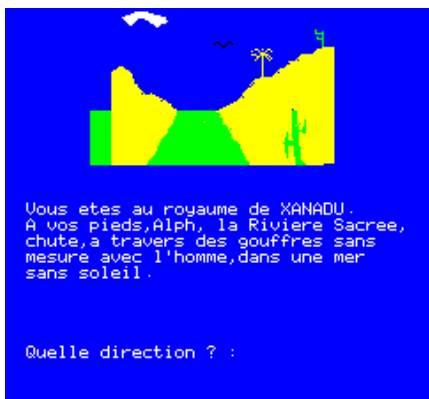 Vous etes au royaume de XANADU.
A vos pieds,Alph, la Riviere Sacree,
chute,a travers des gouffres sans
mesure avec l'homme,dans une mer
sans soleil.
Quelle direction ? :